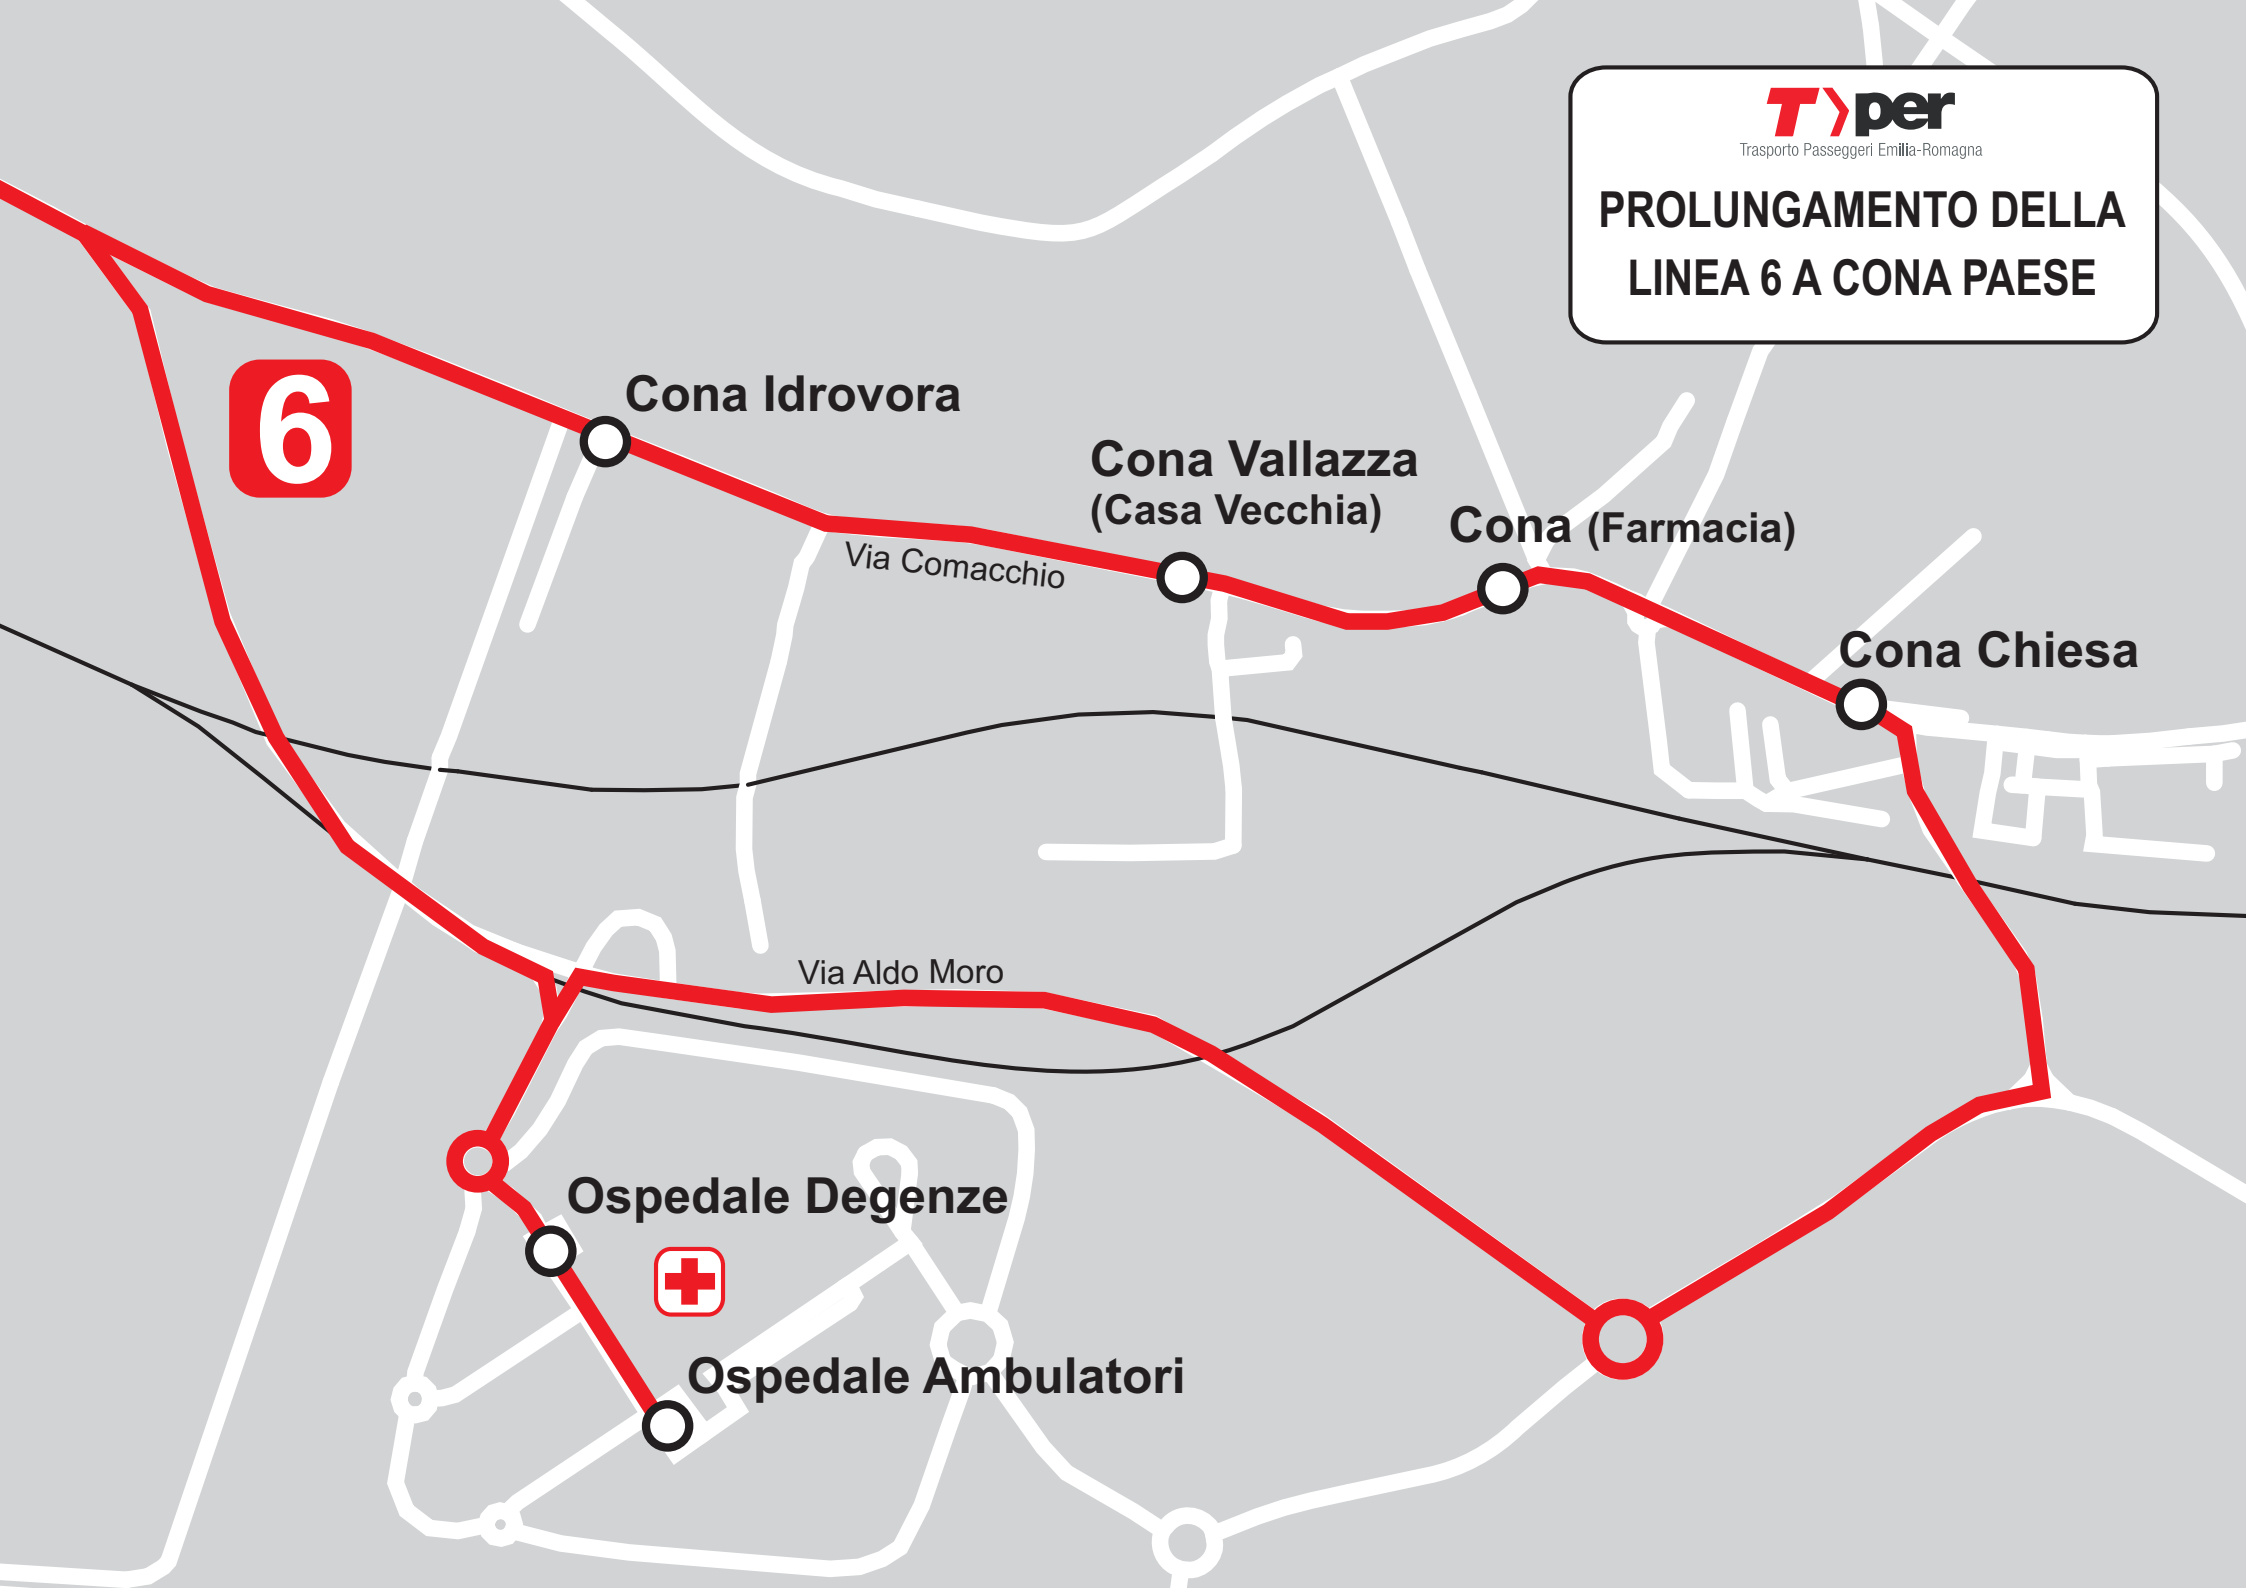 Tper
Trasporto Passeggeri Emilia-Romagna
PROLUNGAMENTO DELLA
LINEA 6 A CONA PAESE
6
Cona Idrovora
Cona Vallazza
(Casa Vecchia)
Cona (Farmacia)
Via Comacchio
Cona Chiesa
Via Aldo Moro
Ospedale Degenze
Ospedale Ambulatori